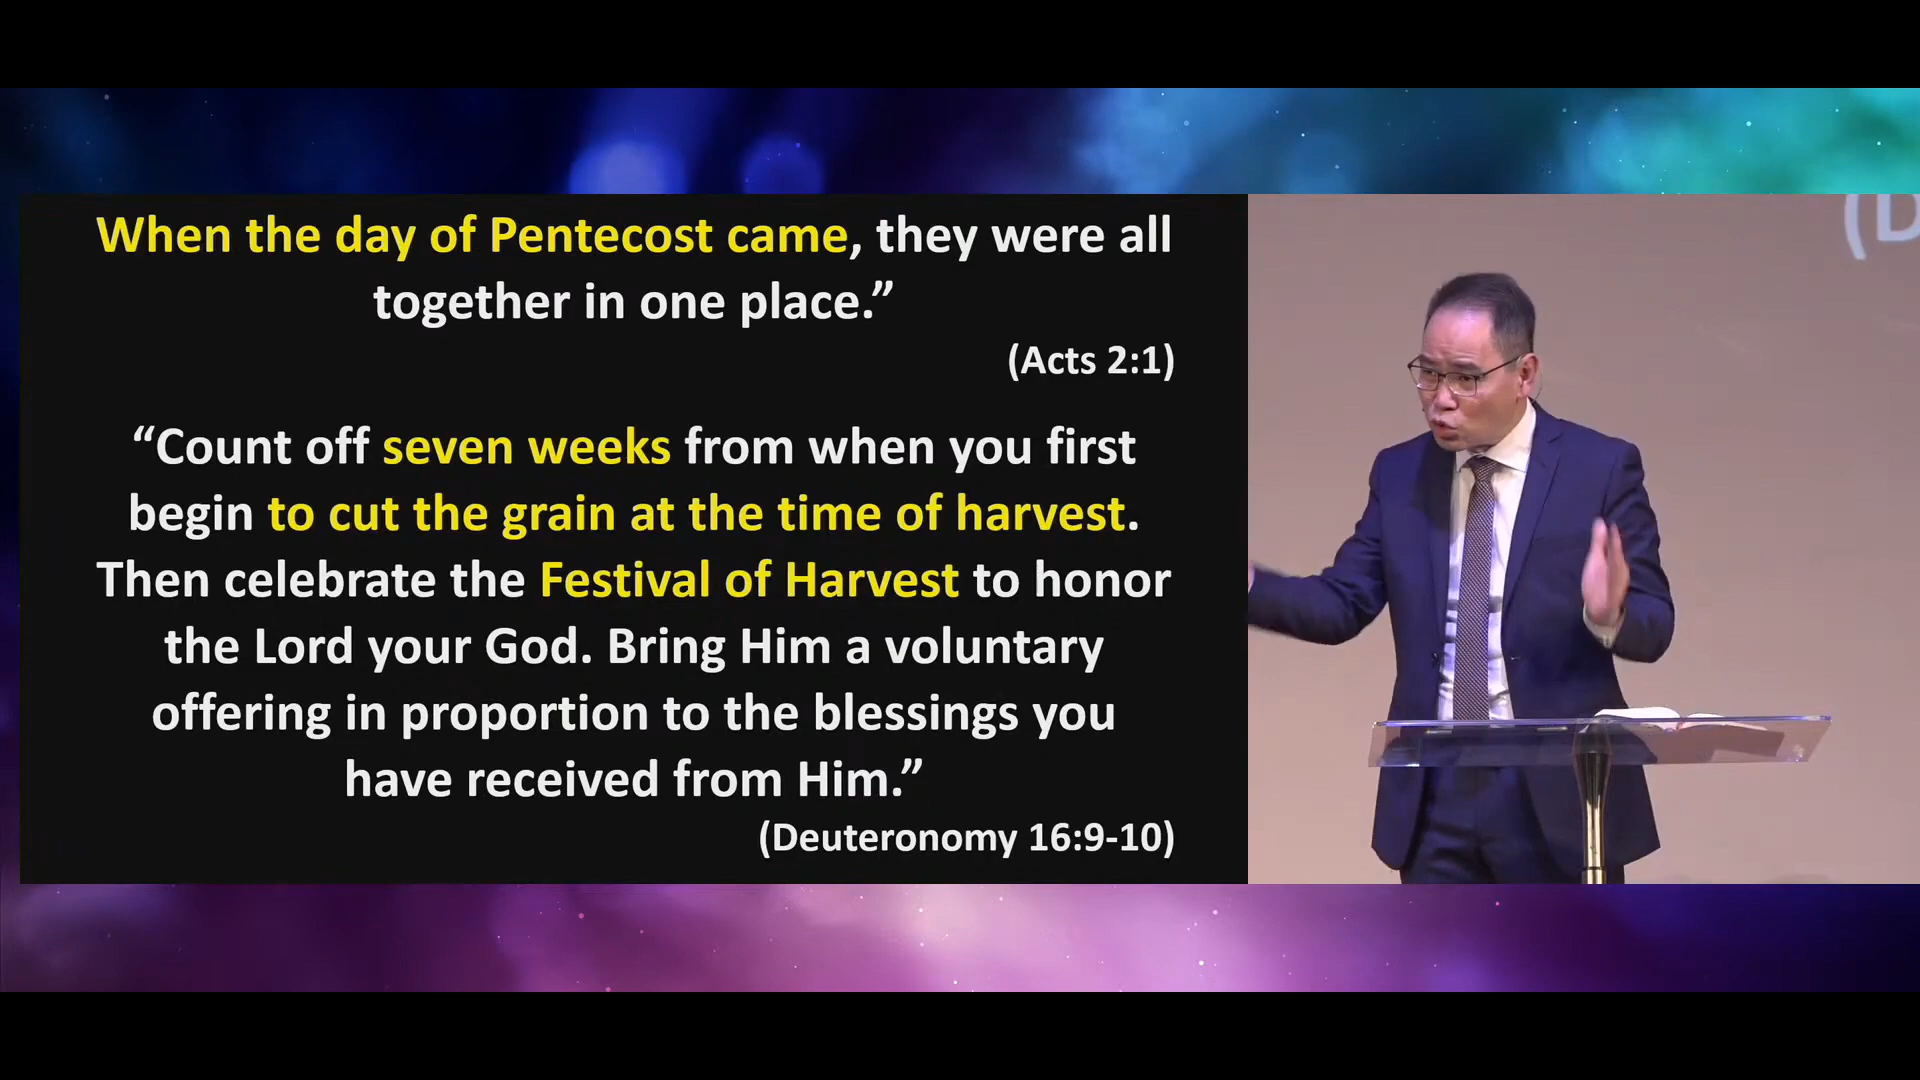 When the day of Pentecost came, they were all
together in one place.”
(Acts 2:1)
“Count off seven weeks from when you first
begin to cut the grain at the time of harvest.
Then celebrate the Festival of Harvest to honor
the Lord your God. Bring Him a voluntary
offering in proportion to the blessings you
have received from Him.”
(Deuteronomy 16:9-10)
(D